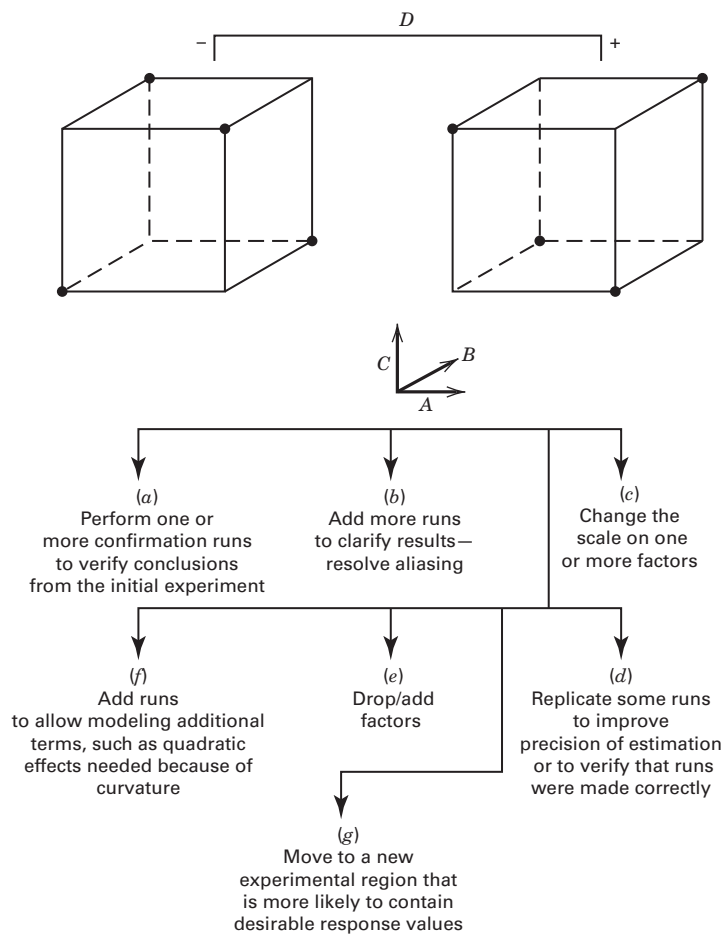 D
− +
C
B
A
(a)
Perform one or
more confirmation runs
to verify conclusions
from the initial experiment
(b)
Add more runs
to clarify results—
resolve aliasing
(c)
Change the
scale on one
or more factors
(f)
Add runs
to allow modeling additional
terms, such as quadratic
effects needed because of
curvature
(e)
Drop/add
factors
(d)
Replicate some runs
to improve
precision of estimation
or to verify that runs
were made correctly
(g)
Move to a new
experimental region that
is more likely to contain
desirable response values